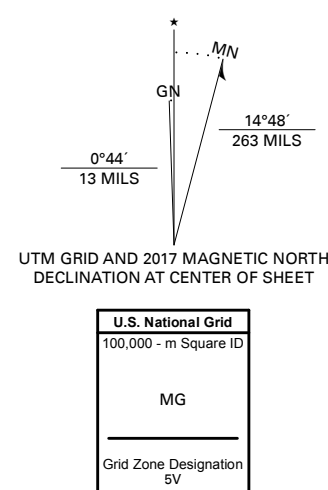 ★
MN
GN
14°48´
263 MILS
0°44´
13 MILS
UTM GRID AND 2017 MAGNETIC NORTH
DECLINATION AT CENTER OF SHEET
U.S. National Grid
100,000 - m Square ID
MG
Grid Zone Designation
5V